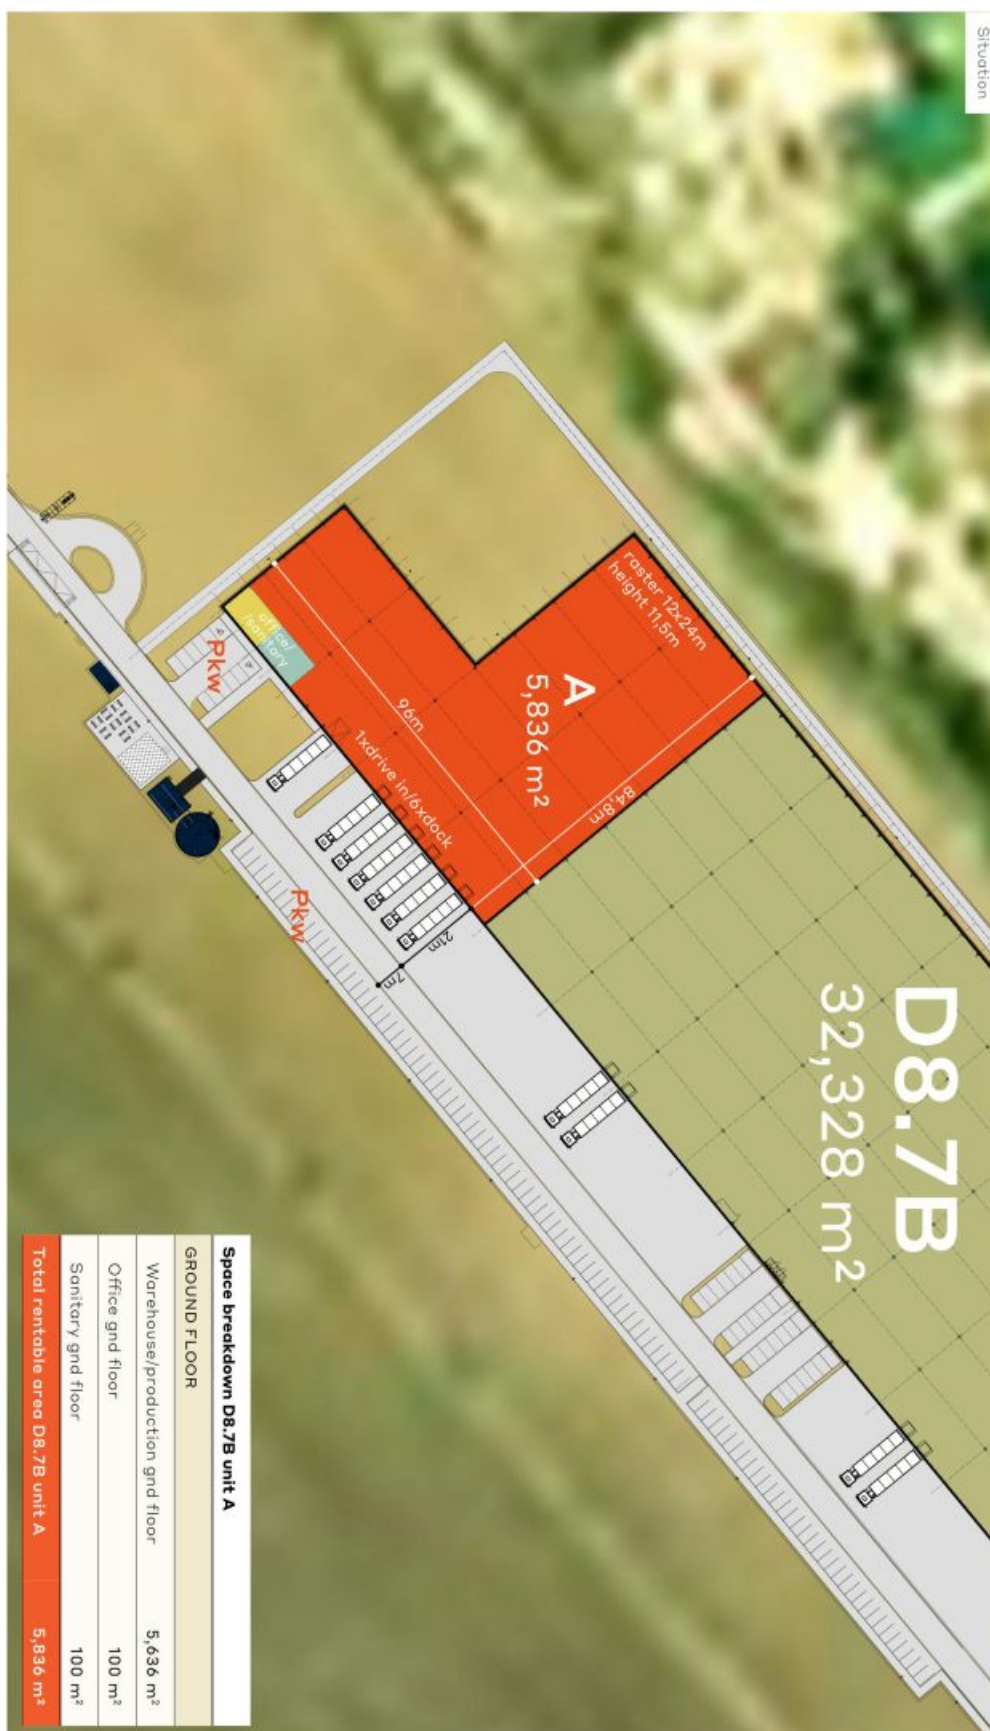 Situation
D8.7B
32,328 m²
raster 12x24m
height 11,5m
A
5,836 m²
84,8m
96m
office/
/sanitary
1xdrive in/6xdock
Pkw
21m
7m
Pkw
Space breakdown D8.7B unit A
GROUND FLOOR
Warehouse/production gnd floor 5,636 m²
Office gnd floor 100 m²
Sanitary gnd floor 100 m²
Total rentable area D8.7B unit A 5,836 m²